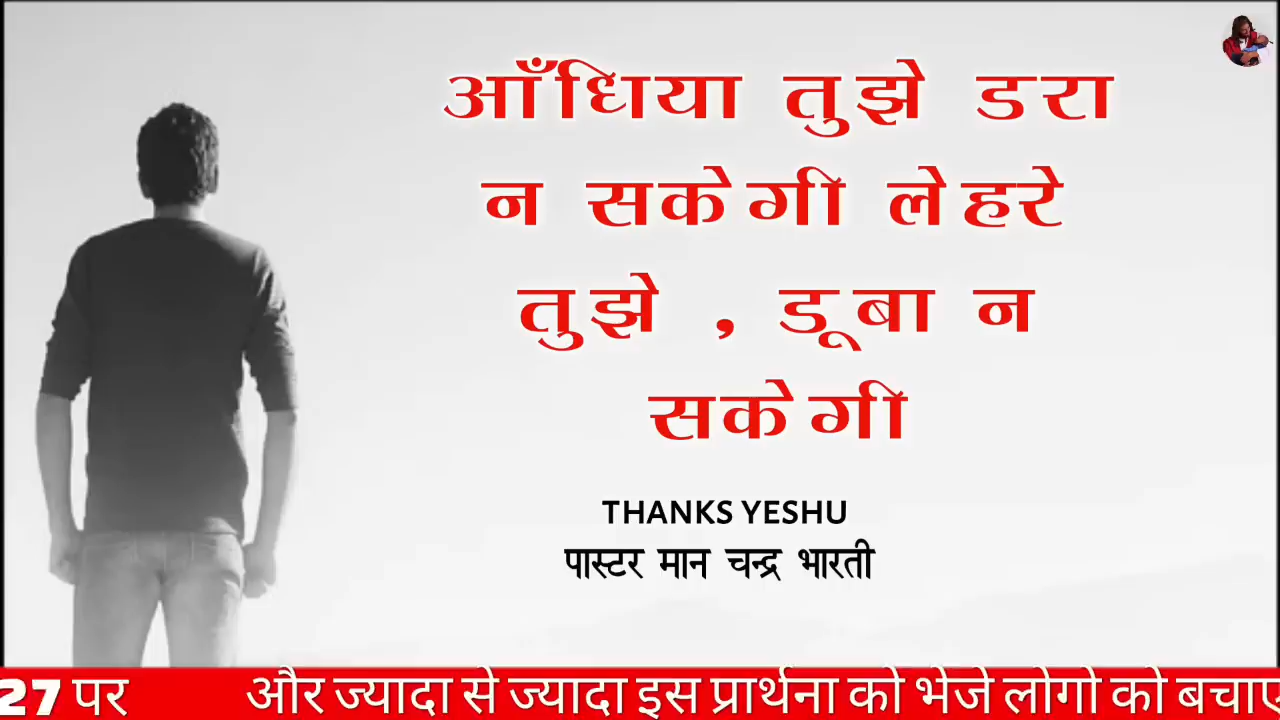 आँधिया तुझे डरा
न सकेगी लेहरे
तुझे , डूबा न
सकेगी
THANKS YESHU
पास्टर मान चन्द्र भारती
27 पर और ज्यादा से ज्यादा इस प्रार्थना को भेजे लोगो को बचाए